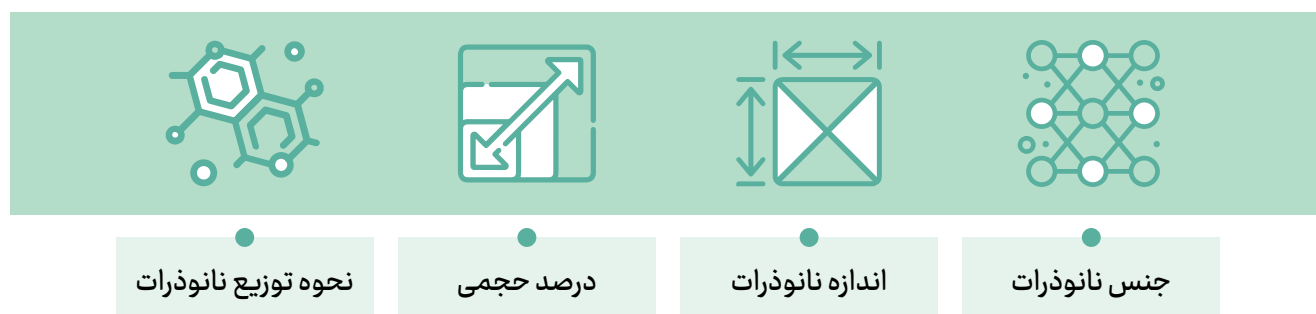 جنس نانوذرات
اندازه نانوذرات
درصد حجمی
نحوه توزیع نانوذرات